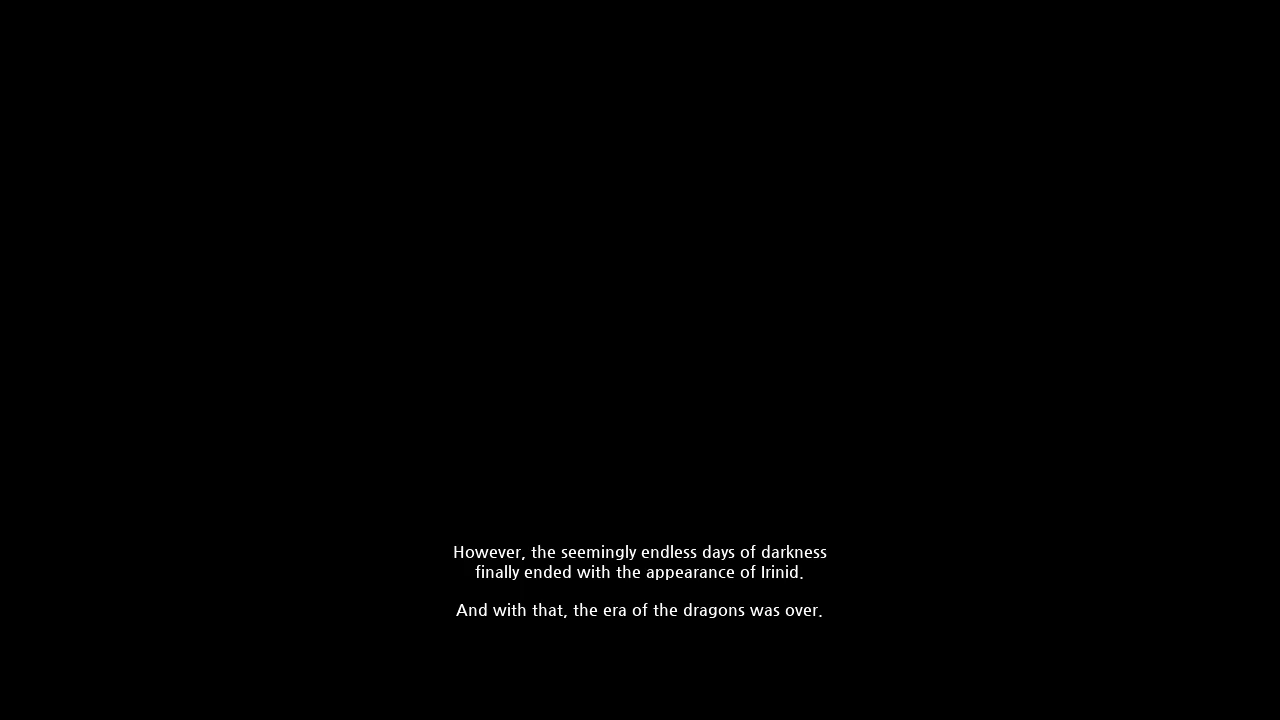 However, the seemingly endless days of darkness
finally ended with the appearance of Irinid.
And with that, the era of the dragons was over.